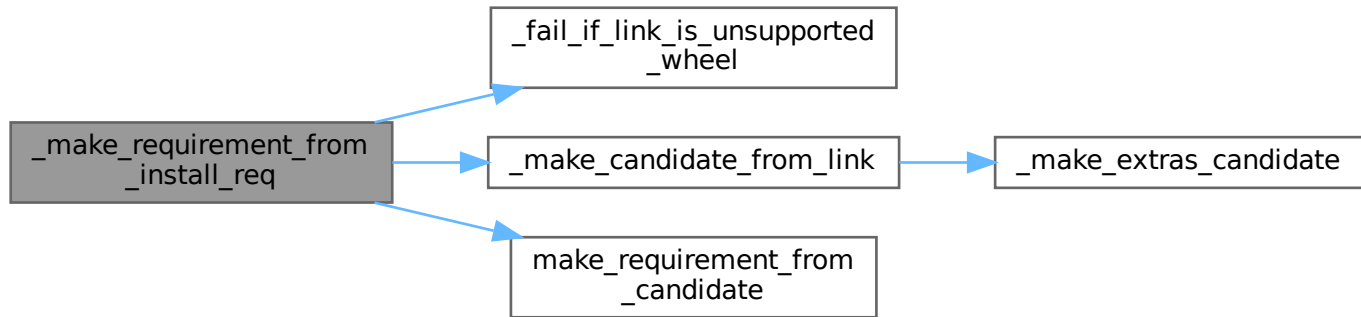 _fail_if_link_is_unsupported
_wheel
_make_requirement_from
_install_req
_make_candidate_from_link
_make_extras_candidate
make_requirement_from
_candidate